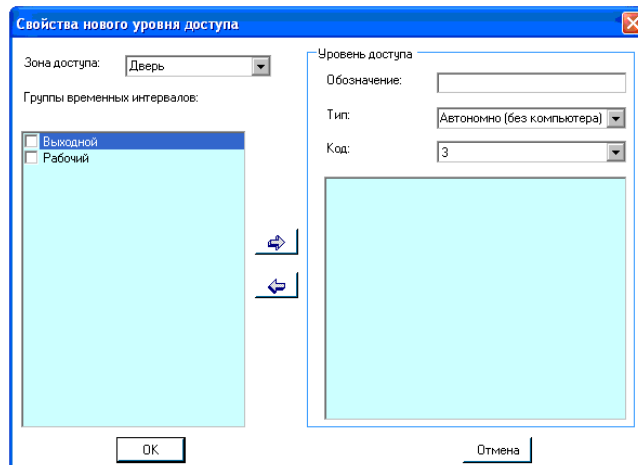 Свойства нового уровня доступа
Зона доступа:
Дверь
Группы временных интервалов:
Выходной
Рабочий
Уровень доступа
Обозначение:
Тип:
Автономно (без компьютера)
Код:
3
OK
Отмена